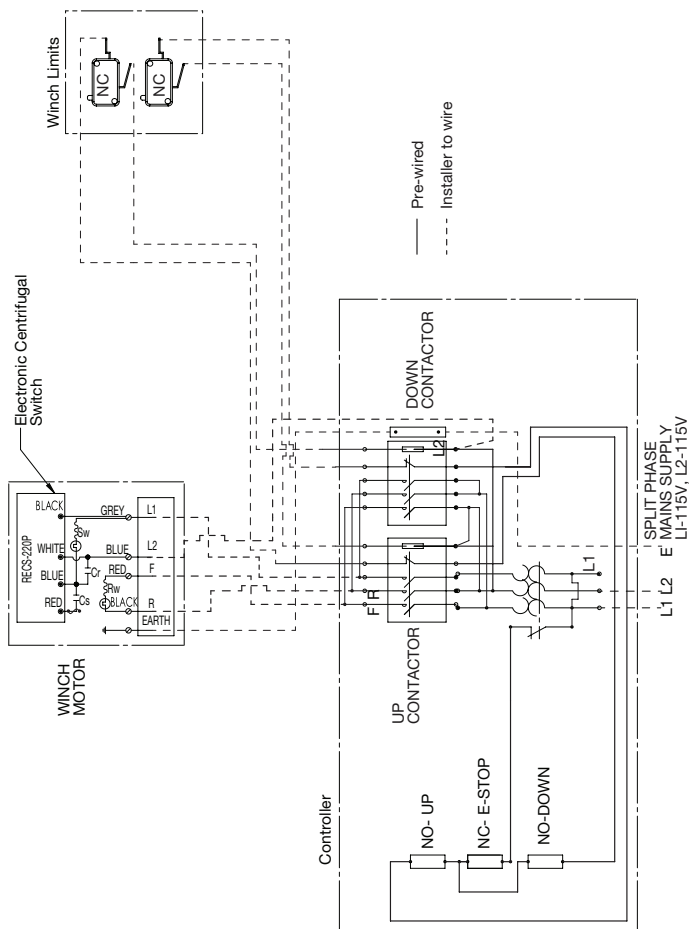 Winch Limits
NC
NC
Electronic Centrifugal
Switch
Pre-wired
Installer to wire
WINCH
MOTOR
RECS-220P
BLACK
WHITE
BLUE
RED
Sw
Cr
Cs
Rw
GREY
BLUE
RED
BLACK
L1
L2
F
R
EARTH
DOWN
CONTACTOR
L2
UP
CONTACTOR
F R
Controller
NO- UP
NC- E-STOP
NO-DOWN
L1
L1 L2
E
SPLIT PHASE
MAINS SUPPLY
LI-115V, L2-115V